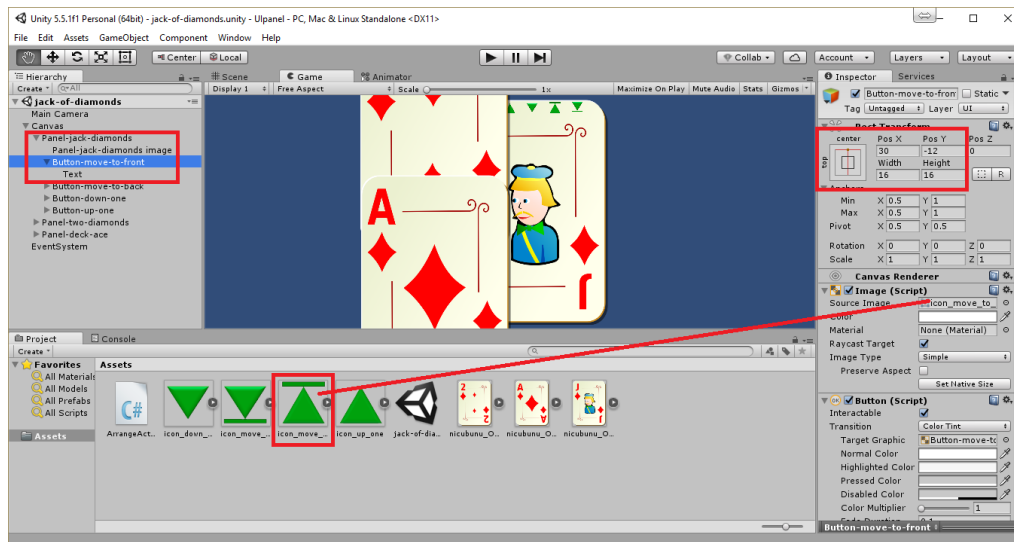 Unity 5.5.1f1 Personal (64bit) - jack-of-diamonds.unity - UIpanel - PC, Mac & Linux Standalone <DX11>
File Edit Assets GameObject Component Window Help
Center Local Collab Account Layers Layout
Hierarchy Scene Game Animator Inspector Services
Create All Display 1 Free Aspect Scale 1x Maximize On Play Mute Audio Stats Gizmos
Button-move-to-fron Static
Tag Untagged Layer UI
jack-of-diamonds
Main Camera
Canvas
Panel-jack-diamonds
Panel-jack-diamonds image
Button-move-to-front
Text
Button-move-to-back
Button-down-one
Button-up-one
Panel-two-diamonds
Panel-deck-ace
EventSystem
A
J
Rect Transform
center Pos X Pos Y Pos Z
top 30 -12 0
Width Height
16 16 R
Anchors
Min X 0.5 Y 1
Max X 0.5 Y 1
Pivot X 0.5 Y 0.5
Rotation X 0 Y 0 Z 0
Scale X 1 Y 1 Z 1
Canvas Renderer
Image (Script)
Source Image icon_move_to_
Color
Material None (Material)
Raycast Target
Image Type Simple
Preserve Aspect
Set Native Size
Button (Script)
Interactable
Transition Color Tint
Target Graphic Button-move-tc
Normal Color
Highlighted Color
Pressed Color
Disabled Color
Color Multiplier 1
Fade Duration 0.1
Button-move-to-front
Project Console
Create
Favorites
All Materials
All Models
All Prefabs
All Scripts
Assets
Assets
C#
2
A
J
ArrangeAct... icon_down_... icon_move_... icon_move_... icon_up_one jack-of-dia... nicubunu_O... nicubunu_O... nicubunu_O...